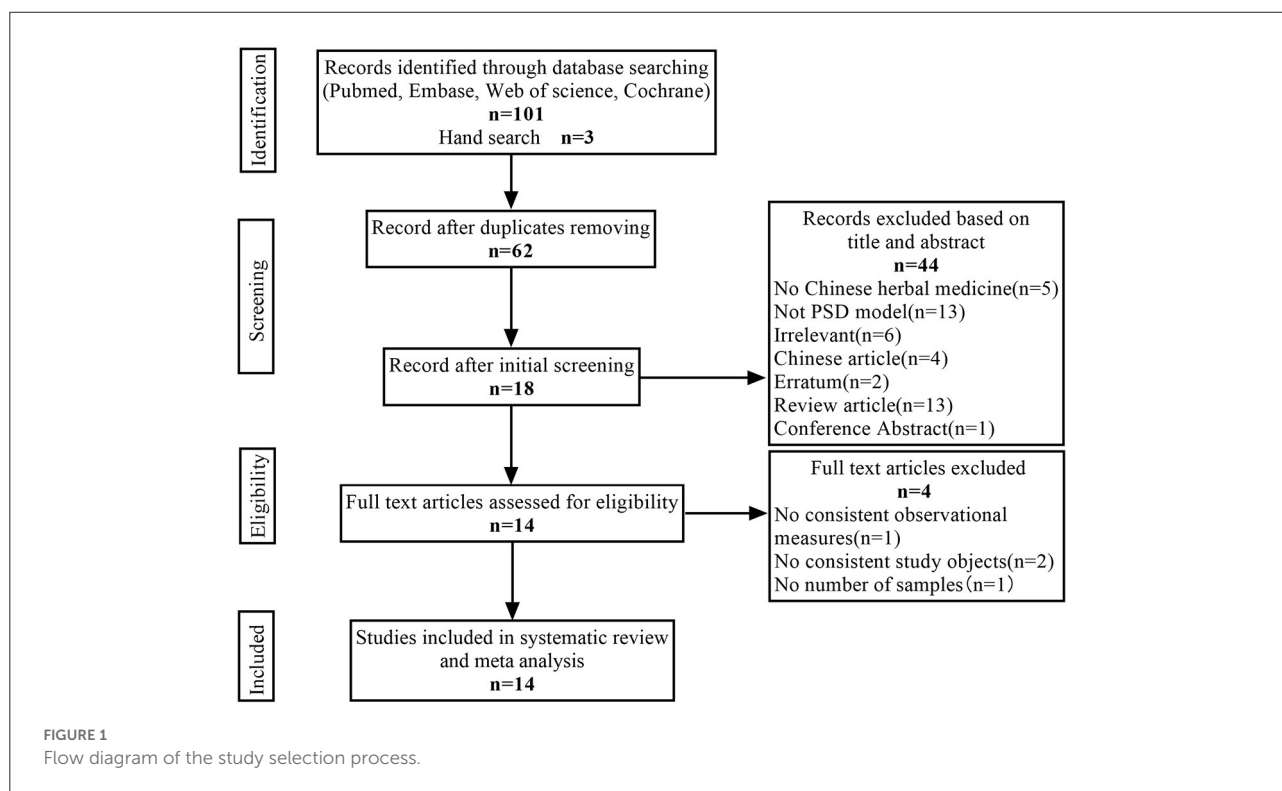 Identification
Records identified through database searching
(Pubmed, Embase, Web of science, Cochrane)
n=101
Hand search n=3
Screening
Record after duplicates removing
n=62
Records excluded based on
title and abstract
n=44
No Chinese herbal medicine(n=5)
Not PSD model(n=13)
Irrelevant(n=6)
Chinese article(n=4)
Erratum(n=2)
Review article(n=13)
Conference Abstract(n=1)
Record after initial screening
n=18
Eligibility
Full text articles assessed for eligibility
n=14
Full text articles excluded
n=4
No consistent observational
measures(n=1)
No consistent study objects(n=2)
No number of samples(n=1)
Included
Studies included in systematic review
and meta analysis
n=14
FIGURE 1
Flow diagram of the study selection process.